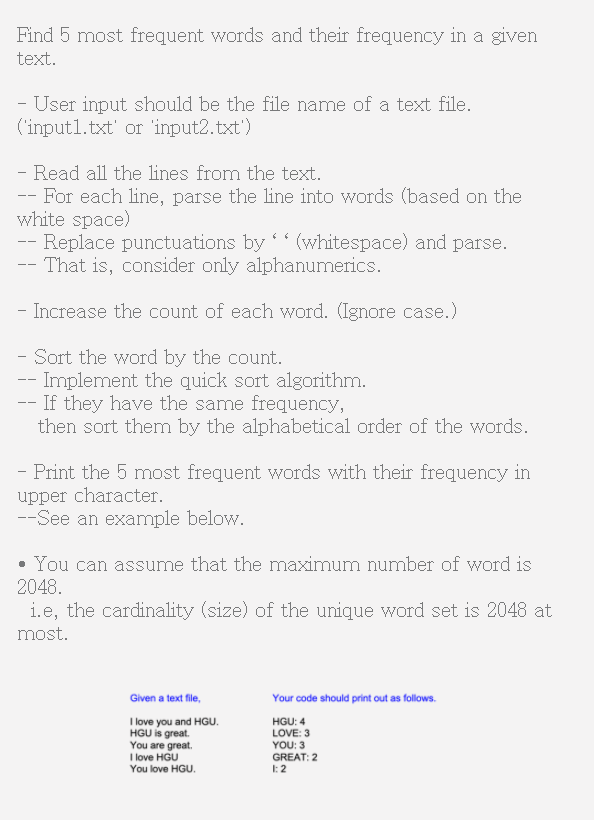 Find 5 most frequent words and their frequency in a given
text.
- User input should be the file name of a text file.
('input1.txt' or 'input2.txt')
- Read all the lines from the text.
-- For each line, parse the line into words (based on the
white space)
-- Replace punctuations by ‘ ‘ (whitespace) and parse.
-- That is, consider only alphanumerics.
- Increase the count of each word. (Ignore case.)
- Sort the word by the count.
-- Implement the quick sort algorithm.
-- If they have the same frequency,
then sort them by the alphabetical order of the words.
- Print the 5 most frequent words with their frequency in
upper character.
--See an example below.
• You can assume that the maximum number of word is
2048.
i.e, the cardinality (size) of the unique word set is 2048 at
most.
Given a text file,
I love you and HGU.
HGU is great.
You are great.
I love HGU
You love HGU.
Your code should print out as follows.
HGU: 4
LOVE: 3
YOU: 3
GREAT: 2
I: 2